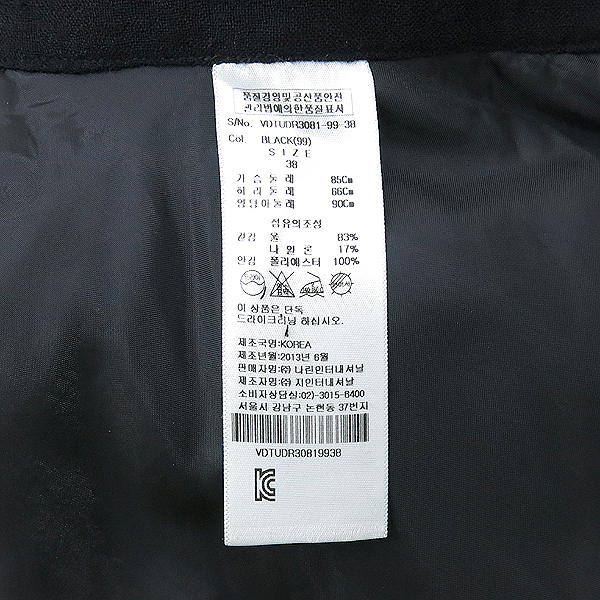 품질경영및공산품안전
관리법에의한품질표시
S/No. VDTUDR3081-99-38
Col. BLACK(99)
S I Z E
38
가 슴 둘 레 85Cm
허 리 둘 레 66Cm
엉덩이둘레 90Cm
섬유의조성
겉감 울 83%
나 일 론 17%
안감 폴리에스터 100%
드라이
이 상품은 단독
드라이크리닝 하십시오.
제조국명:KOREA
제조년월:2013년 6월
판매자명:㈜ 나린인터내셔날
제조자명:㈜ 지인터내셔날
소비자상담실:02)-3015-6400
서울시 강남구 논현동 37번지
VDTUDR30819938